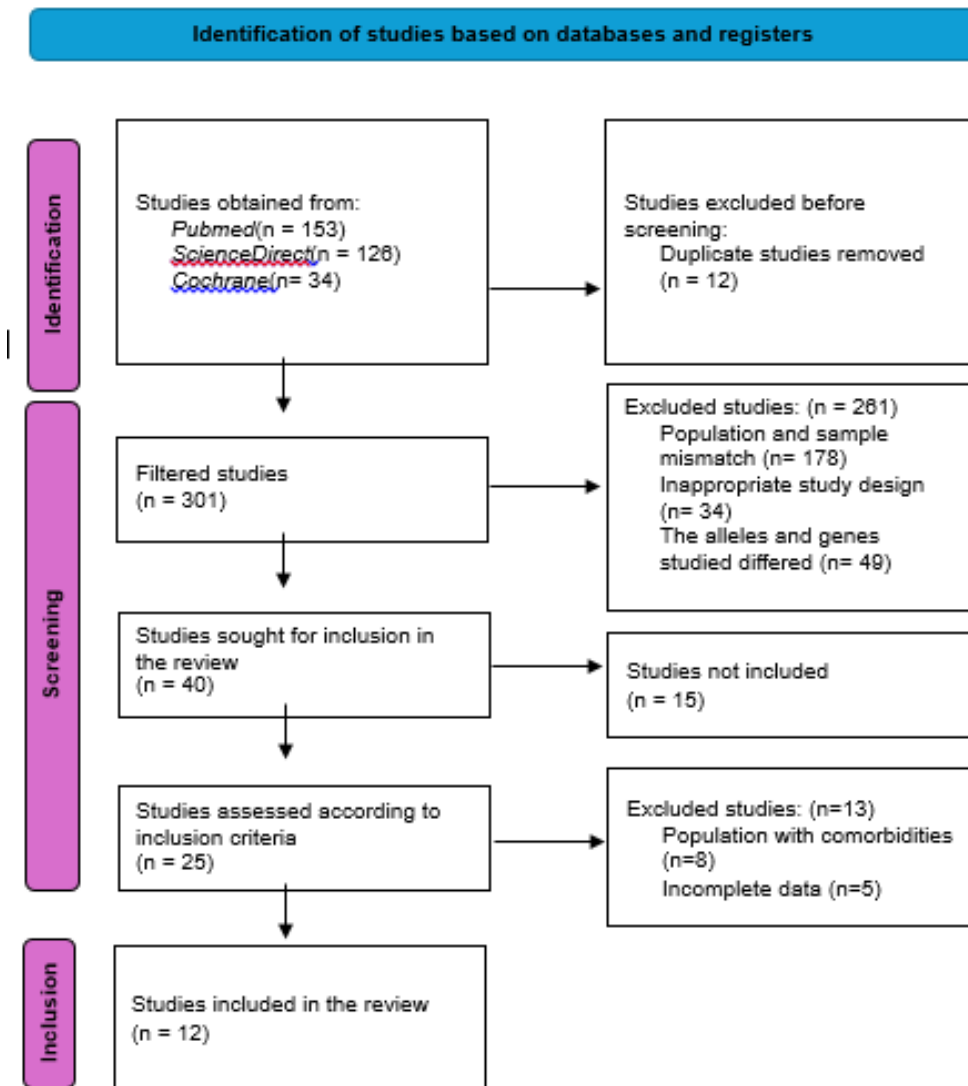 Identification of studies based on databases and registers
Identification
Studies obtained from:
Pubmed(n = 153)
ScienceDirect(n = 126)
Cochrane(n= 34)
Studies excluded before
screening:
Duplicate studies removed
(n = 12)
Screening
Filtered studies
(n = 301)
Excluded studies: (n = 261)
Population and sample
mismatch (n= 178)
Inappropriate study design
(n= 34)
The alleles and genes
studied differed (n= 49)
Studies sought for inclusion in
the review
(n = 40)
Studies not included
(n = 15)
Studies assessed according to
inclusion criteria
(n = 25)
Excluded studies: (n=13)
Population with comorbidities
(n=8)
Incomplete data (n=5)
Inclusion
Studies included in the review
(n = 12)